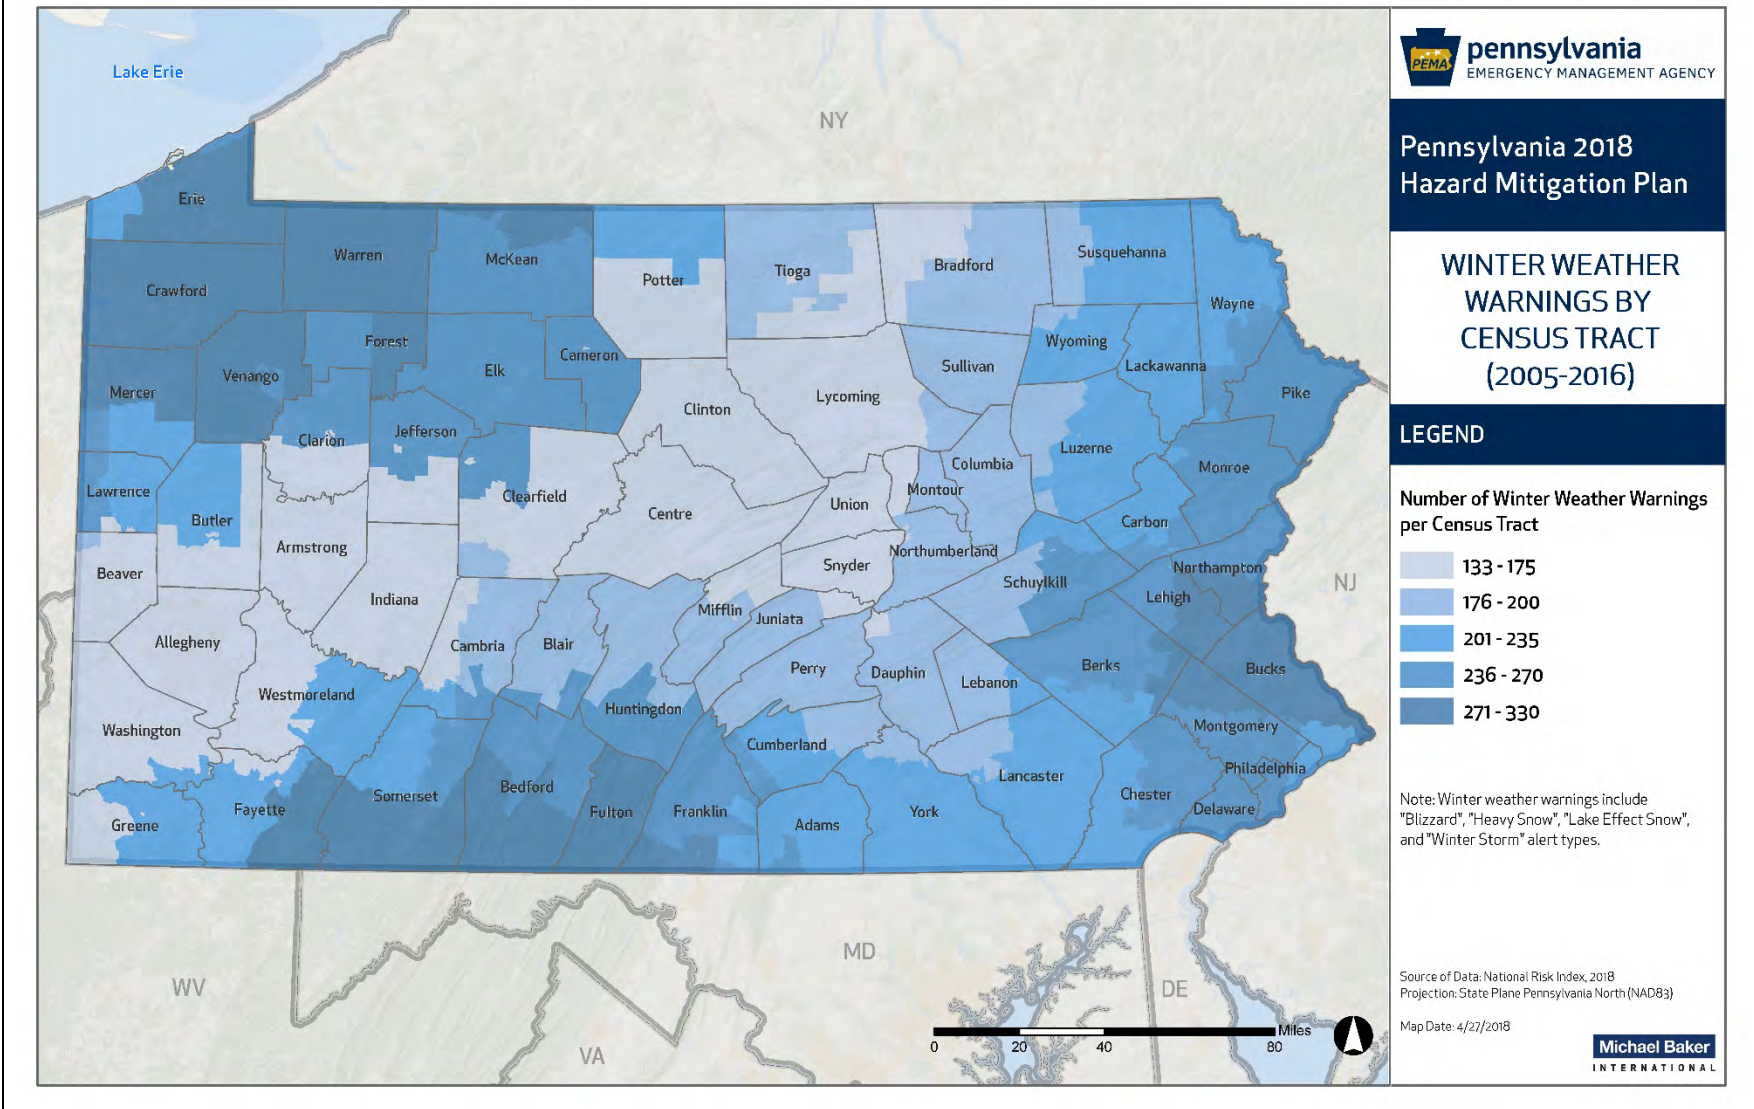 Lake Erie
NY
Erie
Warren
McKean
Crawford
Potter
Tioga
Bradford
Susquehanna
Wayne
Forest
Venango
Mercer
Elk
Cameron
Sullivan
Wyoming
Lackawanna
Pike
Clinton
Lycoming
Clarion
Jefferson
Luzerne
Columbia
Monroe
Lawrence
Butler
Clearfield
Centre
Union
Montour
Carbon
Armstrong
Snyder
Northumberland
Beaver
Indiana
Schuylkill
Northampton
NJ
Lehigh
Mifflin
Juniata
Allegheny
Cambria
Blair
Perry
Dauphin
Lebanon
Berks
Bucks
Westmoreland
Huntingdon
Washington
Cumberland
Montgomery
Lancaster
Philadelphia
Bedford
Somerset
Chester
Fayette
Fulton
Franklin
York
Delaware
Greene
Adams
WV
MD
DE
VA
Miles
0 20 40 80
PEMA
pennsylvania
EMERGENCY MANAGEMENT AGENCY
Pennsylvania 2018
Hazard Mitigation Plan
WINTER WEATHER
WARNINGS BY
CENSUS TRACT
(2005-2016)
LEGEND
Number of Winter Weather Warnings
per Census Tract
133 - 175
176 - 200
201 - 235
236 - 270
271 - 330
Note: Winter weather warnings include
"Blizzard", "Heavy Snow", "Lake Effect Snow",
and "Winter Storm" alert types.
Source of Data: National Risk Index, 2018
Projection: State Plane Pennsylvania North (NAD83)
Map Date: 4/27/2018
Michael Baker
INTERNATIONAL